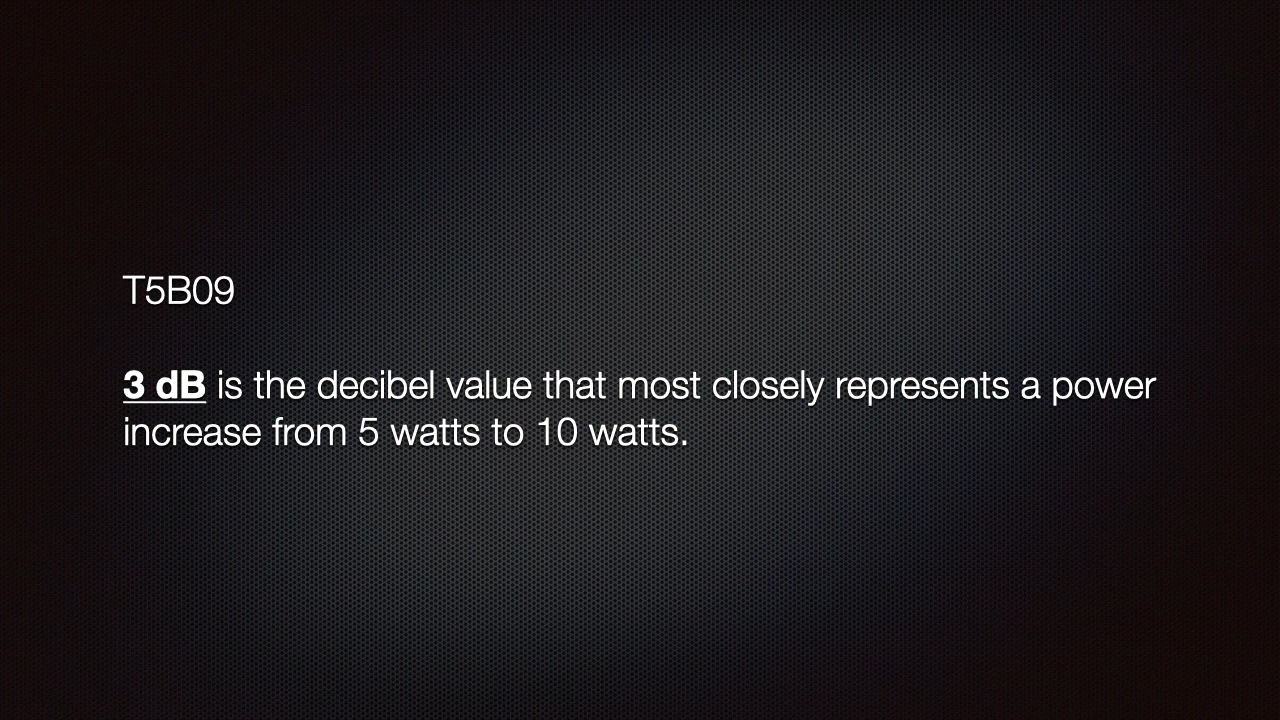 T5B09
3 dB is the decibel value that most closely represents a power
increase from 5 watts to 10 watts.